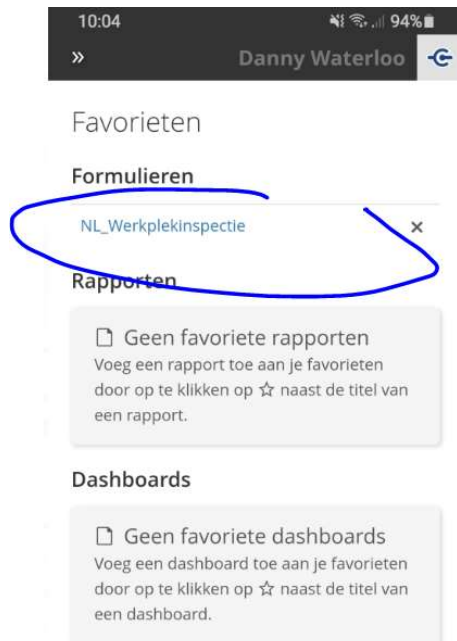 10:04 94%
» Danny Waterloo
Favorieten
Formulieren
NL_Werkplekinspectie ×
Rapporten
Geen favoriete rapporten
Voeg een rapport toe aan je favorieten
door op te klikken op ☆ naast de titel van
een rapport.
Dashboards
Geen favoriete dashboards
Voeg een dashboard toe aan je favorieten
door op te klikken op ☆ naast de titel van
een dashboard.